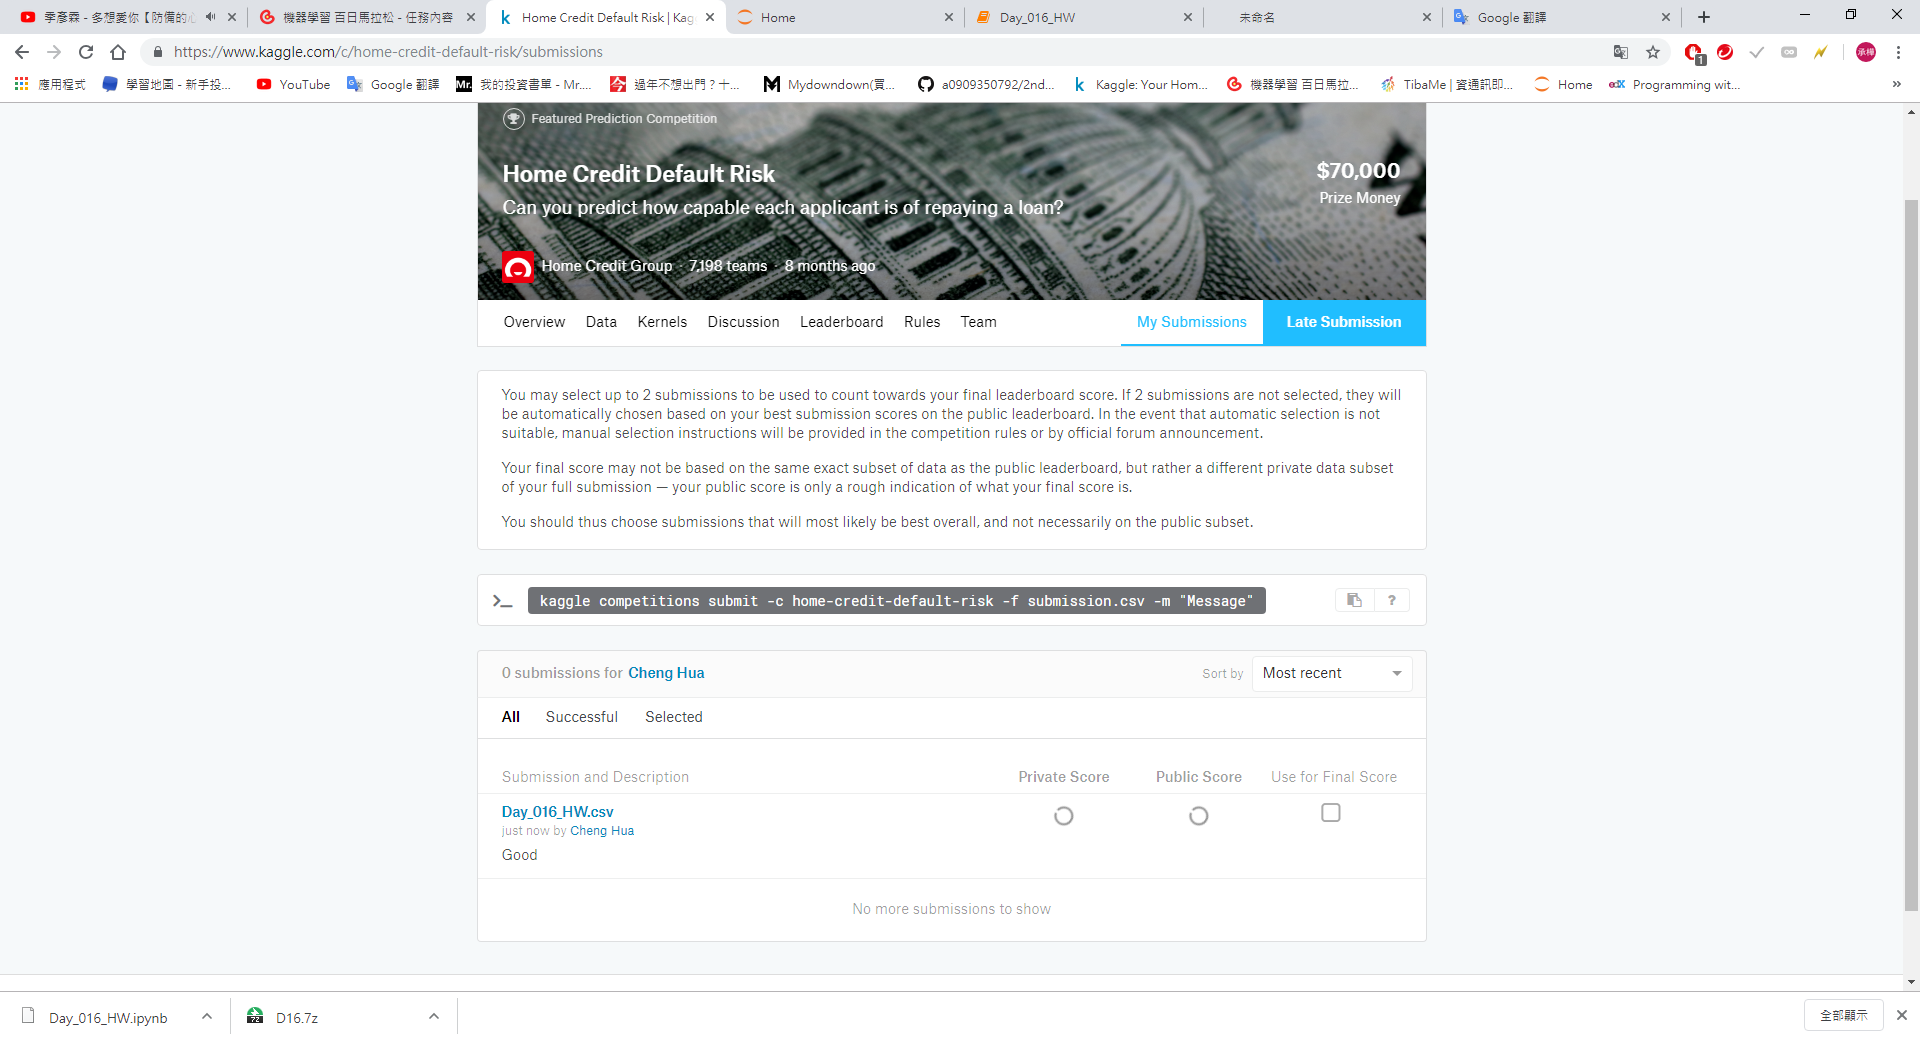 季彥霖 - 多想愛你【防備的心
機器學習 百日馬拉松 - 任務內容
Home Credit Default Risk | Kag
Home
Day_016_HW
未命名
Google 翻譯
https://www.kaggle.com/c/home-credit-default-risk/submissions
1
承樺
應用程式
學習地圖 - 新手投...
YouTube
Google 翻譯
Mr.
我的投資書單 - Mr....
今
過年不想出門？十...
Mydowndown(買...
a0909350792/2nd...
Kaggle: Your Hom...
機器學習 百日馬拉...
TibaMe | 資通訊即...
Home
edX
Programming wit...
»
Featured Prediction Competition
Home Credit Default Risk
$70,000
Can you predict how capable each applicant is of repaying a loan?
Prize Money
Home Credit Group · 7,198 teams · 8 months ago
Overview
Data
Kernels
Discussion
Leaderboard
Rules
Team
My Submissions
Late Submission
You may select up to 2 submissions to be used to count towards your final leaderboard score. If 2 submissions are not selected, they will
be automatically chosen based on your best submission scores on the public leaderboard. In the event that automatic selection is not
suitable, manual selection instructions will be provided in the competition rules or by official forum announcement.
Your final score may not be based on the same exact subset of data as the public leaderboard, but rather a different private data subset
of your full submission — your public score is only a rough indication of what your final score is.
You should thus choose submissions that will most likely be best overall, and not necessarily on the public subset.
>_ kaggle competitions submit -c home-credit-default-risk -f submission.csv -m "Message"
?
0 submissions for Cheng Hua
Sort by
Most recent
All
Successful
Selected
Submission and Description
Private Score
Public Score
Use for Final Score
Day_016_HW.csv
just now by Cheng Hua
Good
No more submissions to show
Day_016_HW.ipynb
D16.7z
全部顯示